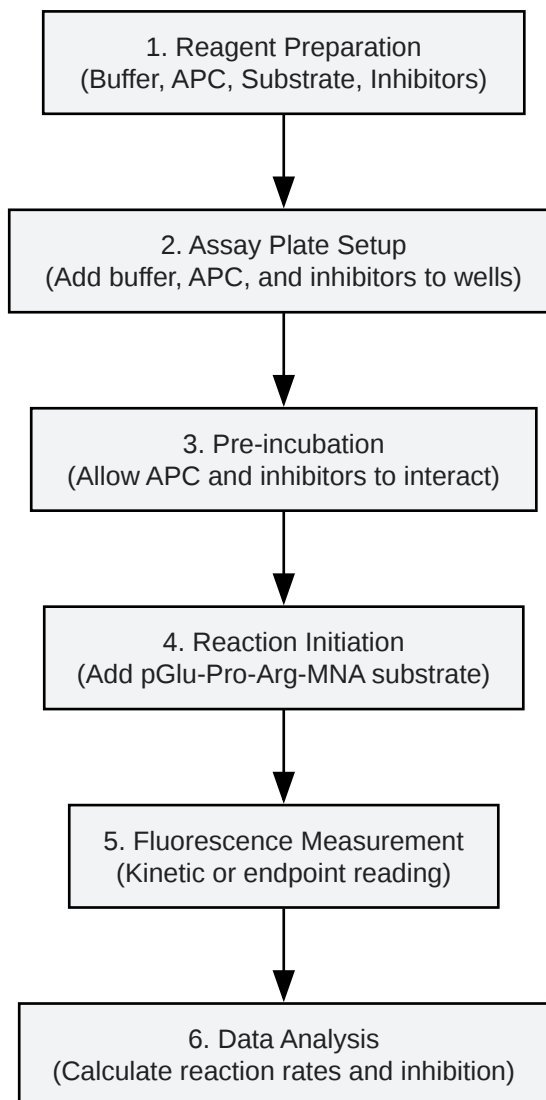 1. Reagent Preparation
(Buffer, APC, Substrate, Inhibitors)
2. Assay Plate Setup
(Add buffer, APC, and inhibitors to wells)
3. Pre-incubation
(Allow APC and inhibitors to interact)
4. Reaction Initiation
(Add pGlu-Pro-Arg-MNA substrate)
5. Fluorescence Measurement
(Kinetic or endpoint reading)
6. Data Analysis
(Calculate reaction rates and inhibition)